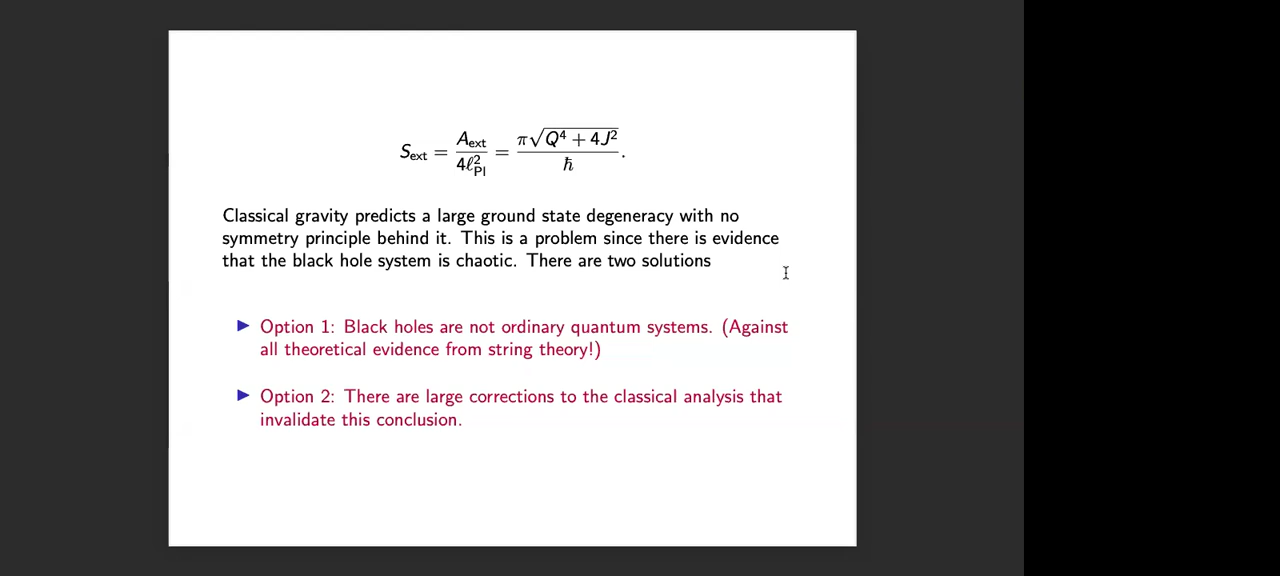 S_ext = A_ext / 4ℓ²_Pl = π√(Q⁴ + 4J²) / ħ .
Classical gravity predicts a large ground state degeneracy with no
symmetry principle behind it. This is a problem since there is evidence
that the black hole system is chaotic. There are two solutions
▶ Option 1: Black holes are not ordinary quantum systems. (Against
all theoretical evidence from string theory!)
▶ Option 2: There are large corrections to the classical analysis that
invalidate this conclusion.